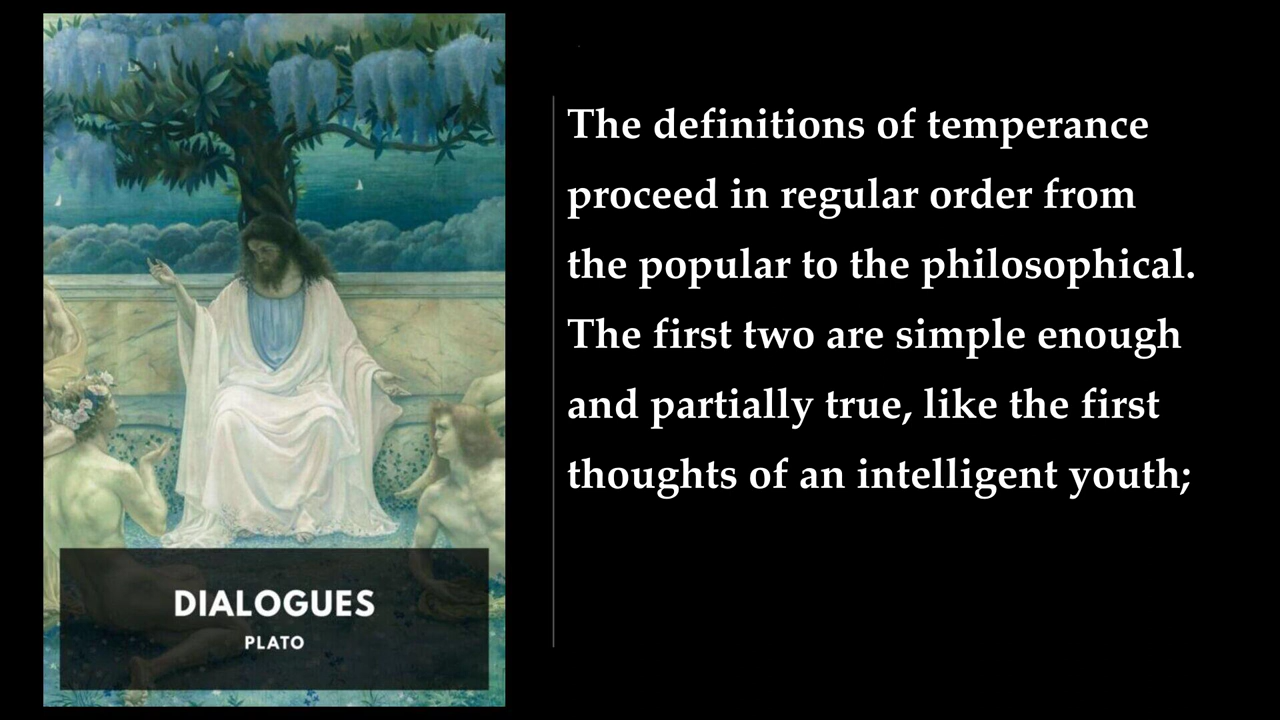 The definitions of temperance
proceed in regular order from
the popular to the philosophical.
The first two are simple enough
and partially true, like the first
thoughts of an intelligent youth;
DIALOGUES
PLATO